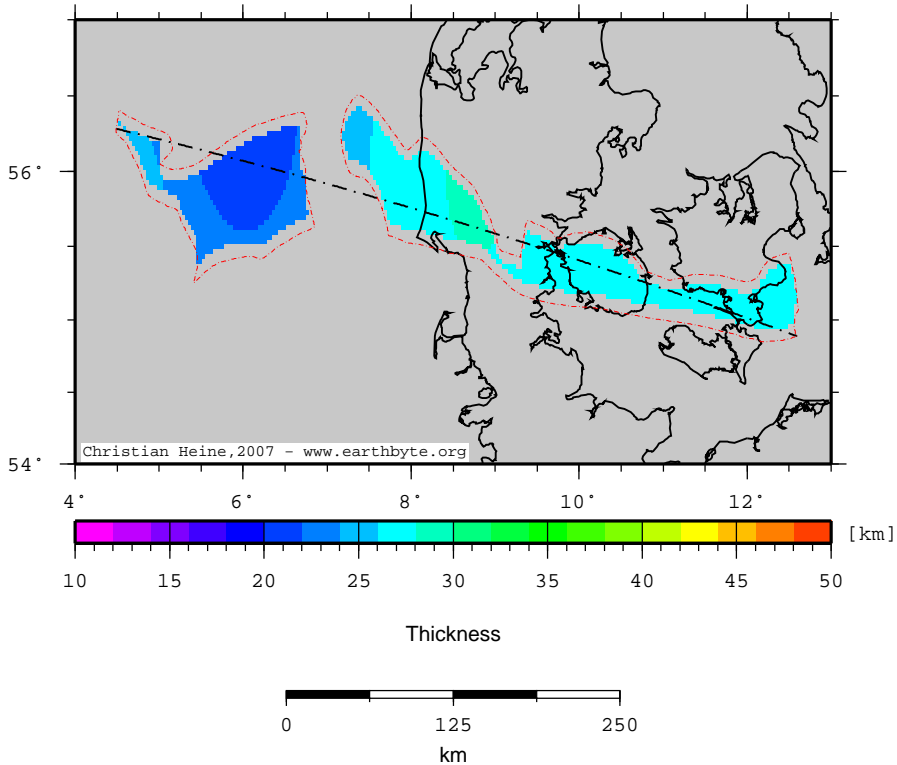 56°
54°
Christian Heine,2007 - www.earthbyte.org
4° 6° 8° 10° 12°
[km]
10 15 20 25 30 35 40 45 50
Thickness
0 125 250
km